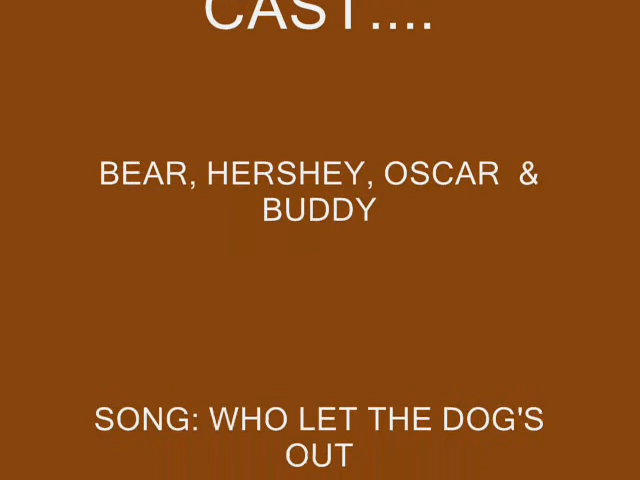 CAST....
BEAR, HERSHEY, OSCAR &
BUDDY
SONG: WHO LET THE DOG'S
OUT